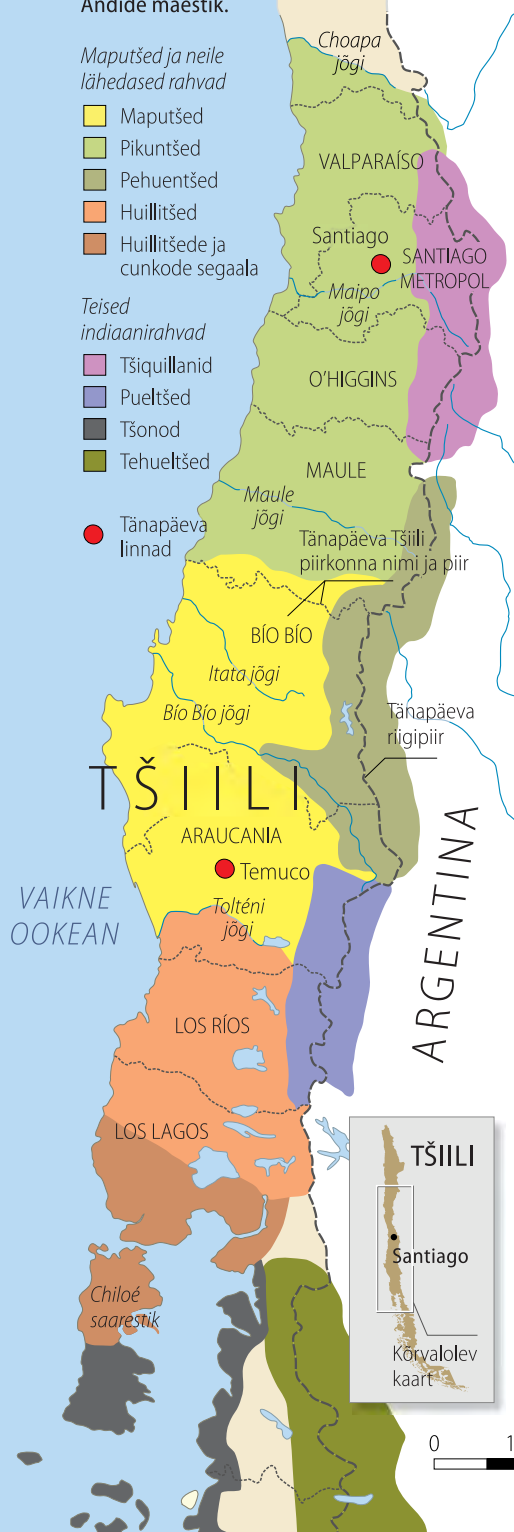 Andide mäestik.
Maputšed ja neile
lähedased rahvad
Maputšed
Pikuntšed
Pehuentšed
Huillitšed
Huillitšede ja
cunkode segaala
Teised
indiaanirahvad
Tšiquillanid
Pueltšed
Tšonod
Tehueltšed
Tänapäeva
linnad
Choapa
jõgi
VALPARAÍSO
Santiago
SANTIAGO
METROPOL
Maipo
jõgi
O'HIGGINS
MAULE
Maule
jõgi
Tänapäeva Tšiili
piirkonna nimi ja piir
BÍO BÍO
Itata jõgi
Bío Bío jõgi
Tänapäeva
riigipiir
TŠIILI
ARAUCANIA
Temuco
Tolténi
jõgi
VAIKNE
OOKEAN
ARGENTINA
LOS RÍOS
LOS LAGOS
Chiloé
saarestik
TŠIILI
Santiago
Kõrvalolev
kaart
0 1